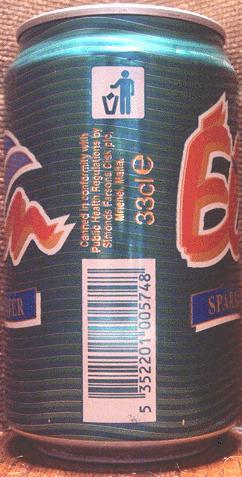 Canned in conformity with
Public Health Regulations by
Simonds Farsons Cisk plc,
Mriehel, Malta.
33cl e
5 352201 005748